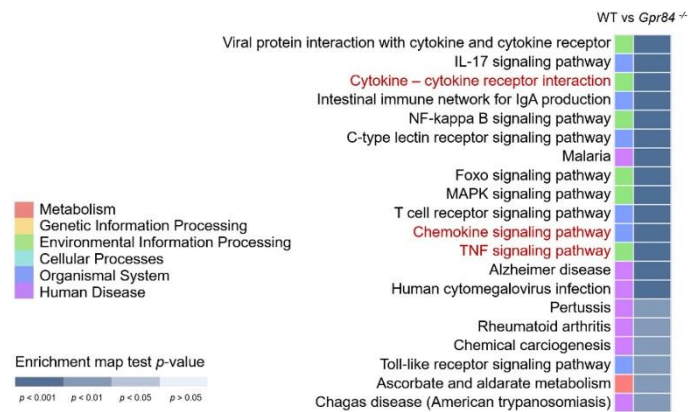 WT vs Gpr84 -/-
Viral protein interaction with cytokine and cytokine receptor
IL-17 signaling pathway
Cytokine – cytokine receptor interaction
Intestinal immune network for IgA production
NF-kappa B signaling pathway
C-type lectin receptor signaling pathway
Malaria
Foxo signaling pathway
MAPK signaling pathway
T cell receptor signaling pathway
Chemokine signaling pathway
TNF signaling pathway
Alzheimer disease
Human cytomegalovirus infection
Pertussis
Rheumatoid arthritis
Chemical carciogenesis
Toll-like receptor signaling pathway
Ascorbate and aldarate metabolism
Chagas disease (American trypanosomiasis)
Metabolism
Genetic Information Processing
Environmental Information Processing
Cellular Processes
Organismal System
Human Disease
Enrichment map test p-value
p < 0.001 p < 0.01 p < 0.05 p > 0.05